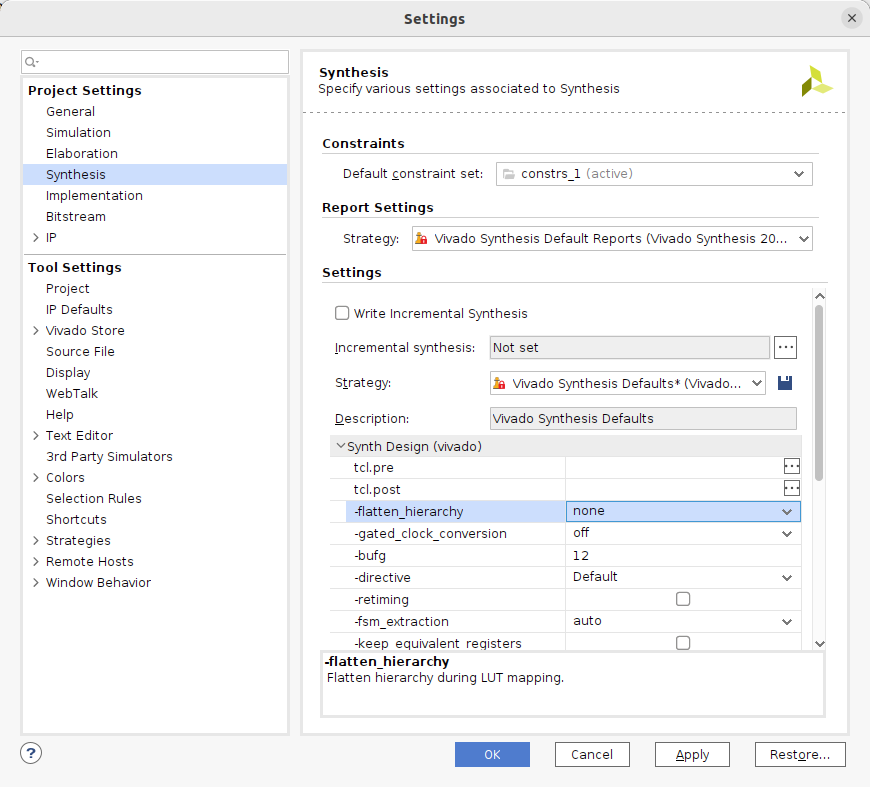 Settings
Project Settings
General
Simulation
Elaboration
Synthesis
Implementation
Bitstream
IP
Tool Settings
Project
IP Defaults
Vivado Store
Source File
Display
WebTalk
Help
Text Editor
3rd Party Simulators
Colors
Selection Rules
Shortcuts
Strategies
Remote Hosts
Window Behavior
Synthesis
Specify various settings associated to Synthesis
Constraints
Default constraint set: constrs_1 (active)
Report Settings
Strategy: Vivado Synthesis Default Reports (Vivado Synthesis 20...
Settings
Write Incremental Synthesis
Incremental synthesis: Not set ...
Strategy: Vivado Synthesis Defaults* (Vivado...
Description: Vivado Synthesis Defaults
Synth Design (vivado)
tcl.pre ...
tcl.post ...
-flatten_hierarchy none
-gated_clock_conversion off
-bufg 12
-directive Default
-retiming
-fsm_extraction auto
-keep_equivalent_registers
-flatten_hierarchy
Flatten hierarchy during LUT mapping.
? OK Cancel Apply Restore...